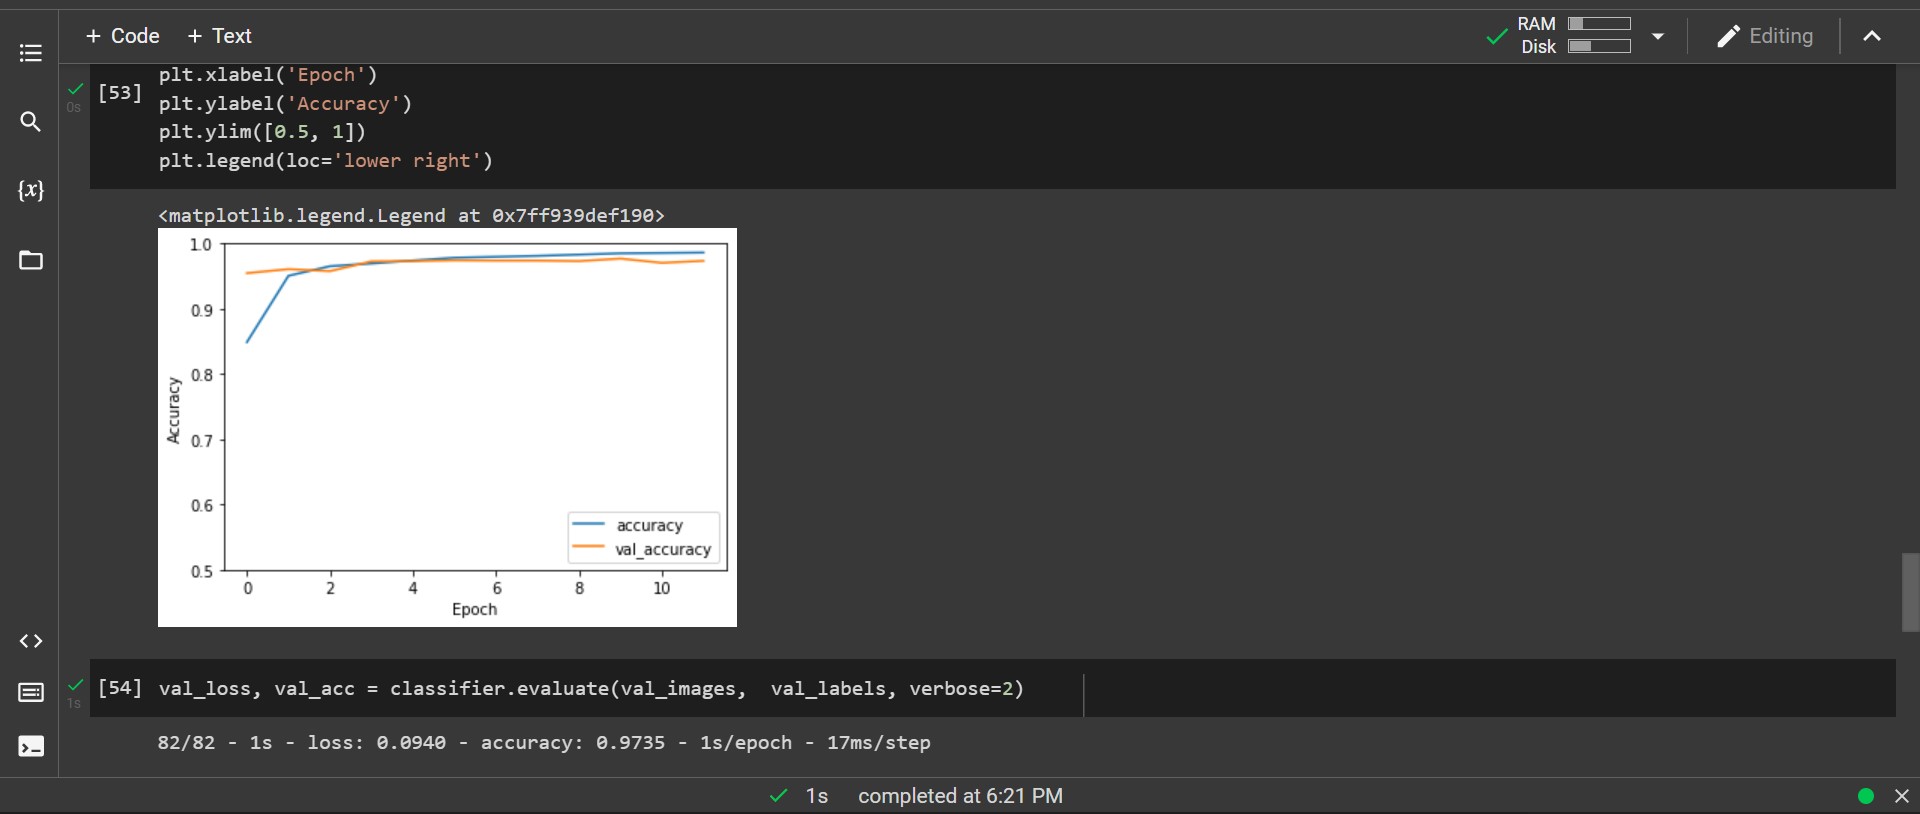 + Code + Text
RAM
Disk
Editing
plt.xlabel('Epoch')
[53]
0s
plt.ylabel('Accuracy')
plt.ylim([0.5, 1])
plt.legend(loc='lower right')
{x}
<matplotlib.legend.Legend at 0x7ff939def190>
1.0
0.9
0.8
0.7
0.6
0.5
Accuracy
accuracy
val_accuracy
0 2 4 6 8 10
Epoch
[54] val_loss, val_acc = classifier.evaluate(val_images,  val_labels, verbose=2)
1s
82/82 - 1s - loss: 0.0940 - accuracy: 0.9735 - 1s/epoch - 17ms/step
1s completed at 6:21 PM